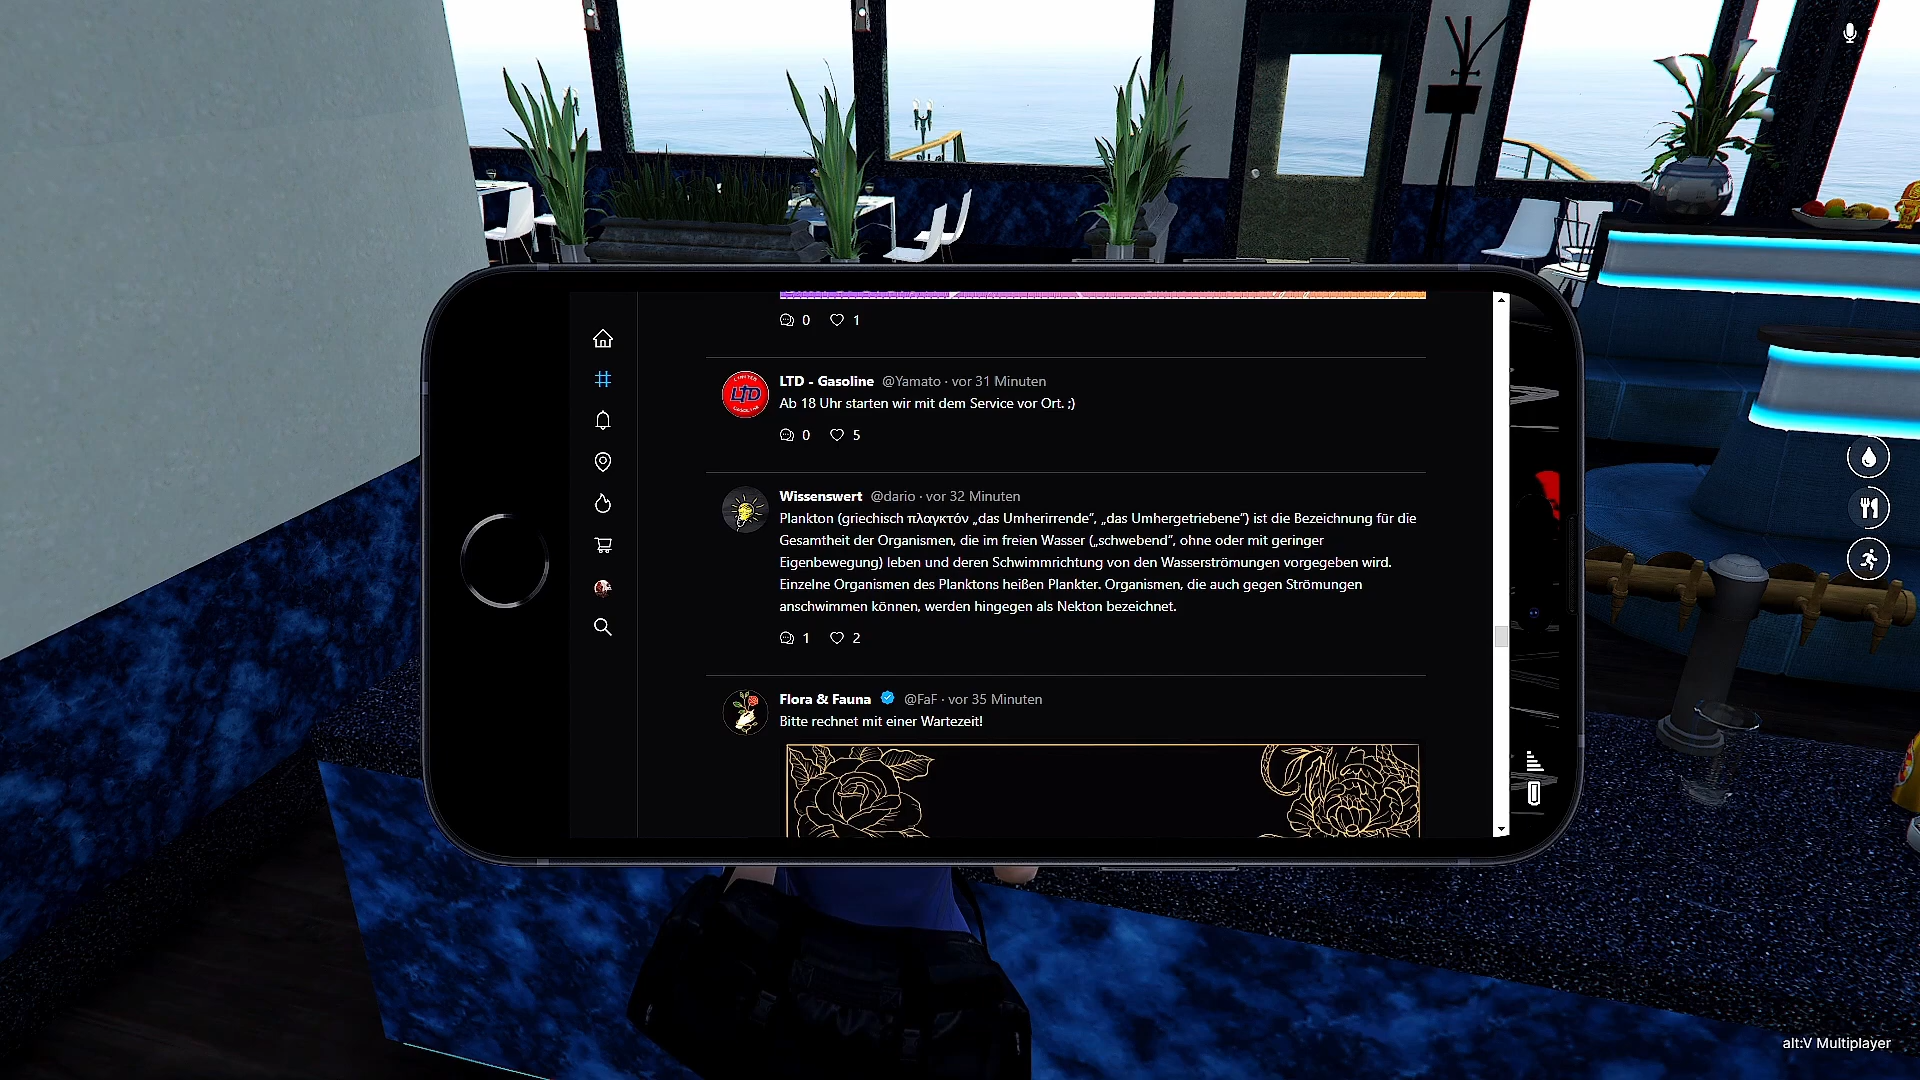 0 1
LTD - Gasoline @Yamato · vor 31 Minuten
LTD
Ab 18 Uhr starten wir mit dem Service vor Ort. ;)
0 5
Wissenswert @dario · vor 32 Minuten
Plankton (griechisch πλαγκτόν „das Umherirrende“, „das Umhergetriebene“) ist die Bezeichnung für die
Gesamtheit der Organismen, die im freien Wasser („schwebend“, ohne oder mit geringer
Eigenbewegung) leben und deren Schwimmrichtung von den Wasserströmungen vorgegeben wird.
Einzelne Organismen des Planktons heißen Plankter. Organismen, die auch gegen Strömungen
anschwimmen können, werden hingegen als Nekton bezeichnet.
1 2
Flora & Fauna @FaF · vor 35 Minuten
Bitte rechnet mit einer Wartezeit!
alt:V Multiplayer